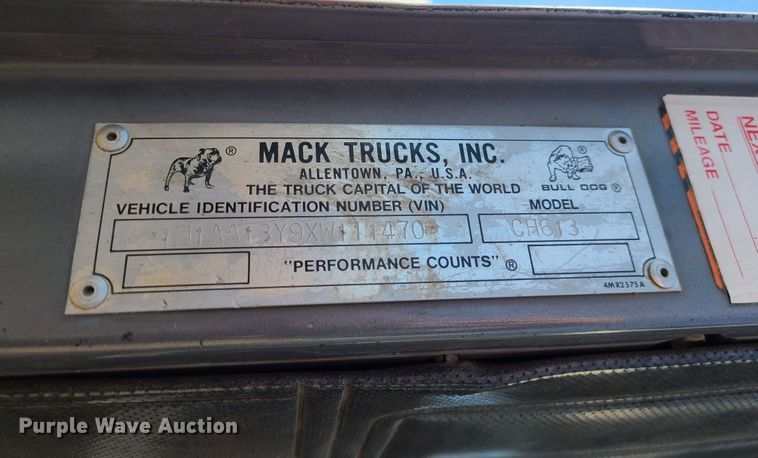 MACK TRUCKS, INC.
ALLENTOWN, PA., U.S.A.
THE TRUCK CAPITAL OF THE WORLD
BULL DOG ®
®
VEHICLE IDENTIFICATION NUMBER (VIN)
MODEL
CH613
"PERFORMANCE COUNTS" ®
4MR2575A
NEX
DATE
MILEAGE
Purple Wave Auction